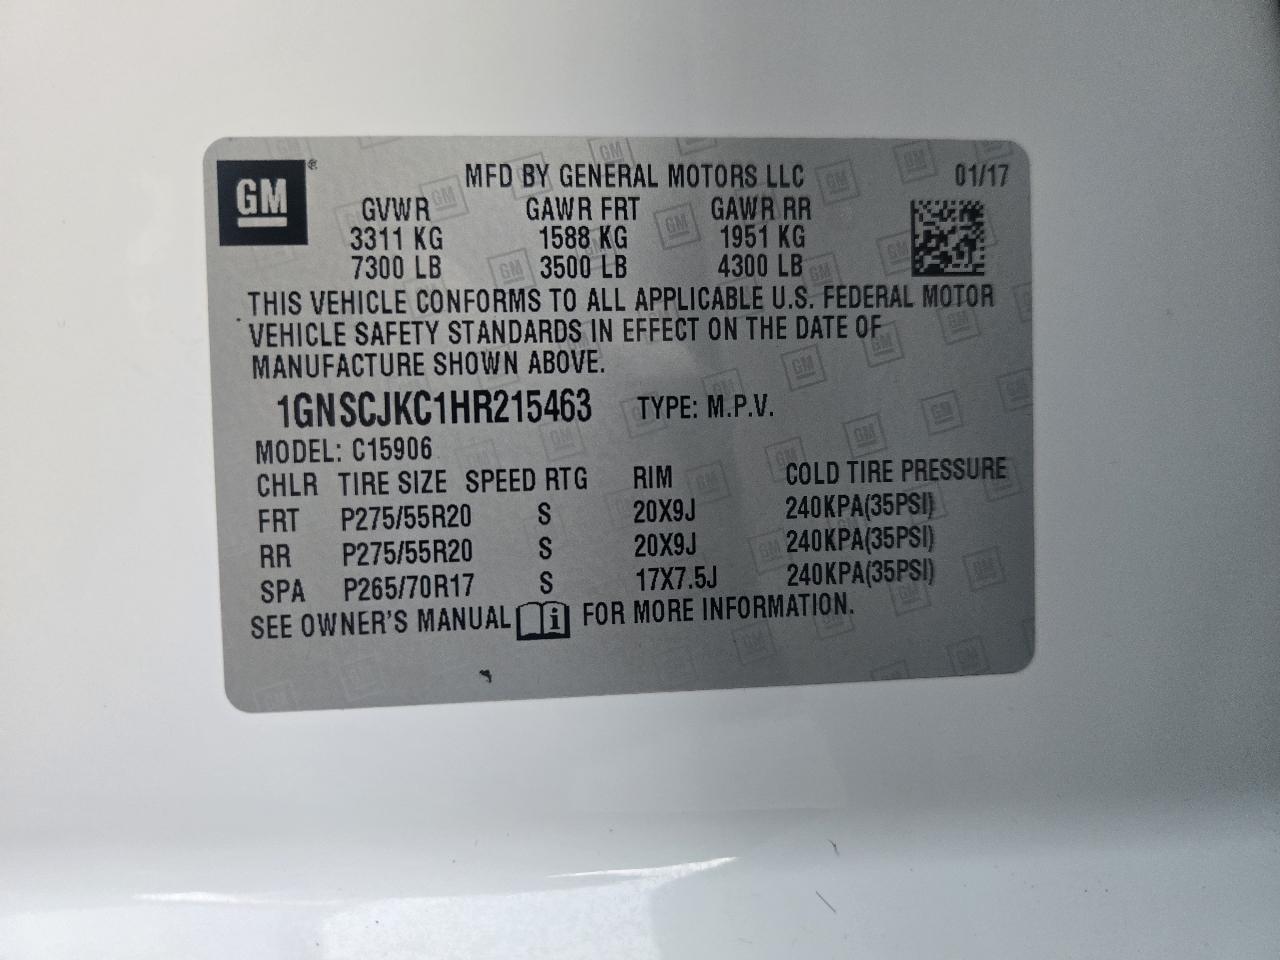 GM®
MFD BY GENERAL MOTORS LLC 01/17
GVWR GAWR FRT GAWR RR
3311 KG 1588 KG 1951 KG
7300 LB 3500 LB 4300 LB
THIS VEHICLE CONFORMS TO ALL APPLICABLE U.S. FEDERAL MOTOR
VEHICLE SAFETY STANDARDS IN EFFECT ON THE DATE OF
MANUFACTURE SHOWN ABOVE.
1GNSCJKC1HR215463 TYPE: M.P.V.
MODEL: C15906
CHLR TIRE SIZE SPEED RTG RIM COLD TIRE PRESSURE
FRT P275/55R20 S 20X9J 240KPA(35PSI)
RR P275/55R20 S 20X9J 240KPA(35PSI)
SPA P265/70R17 S 17X7.5J 240KPA(35PSI)
SEE OWNER'S MANUAL i FOR MORE INFORMATION.